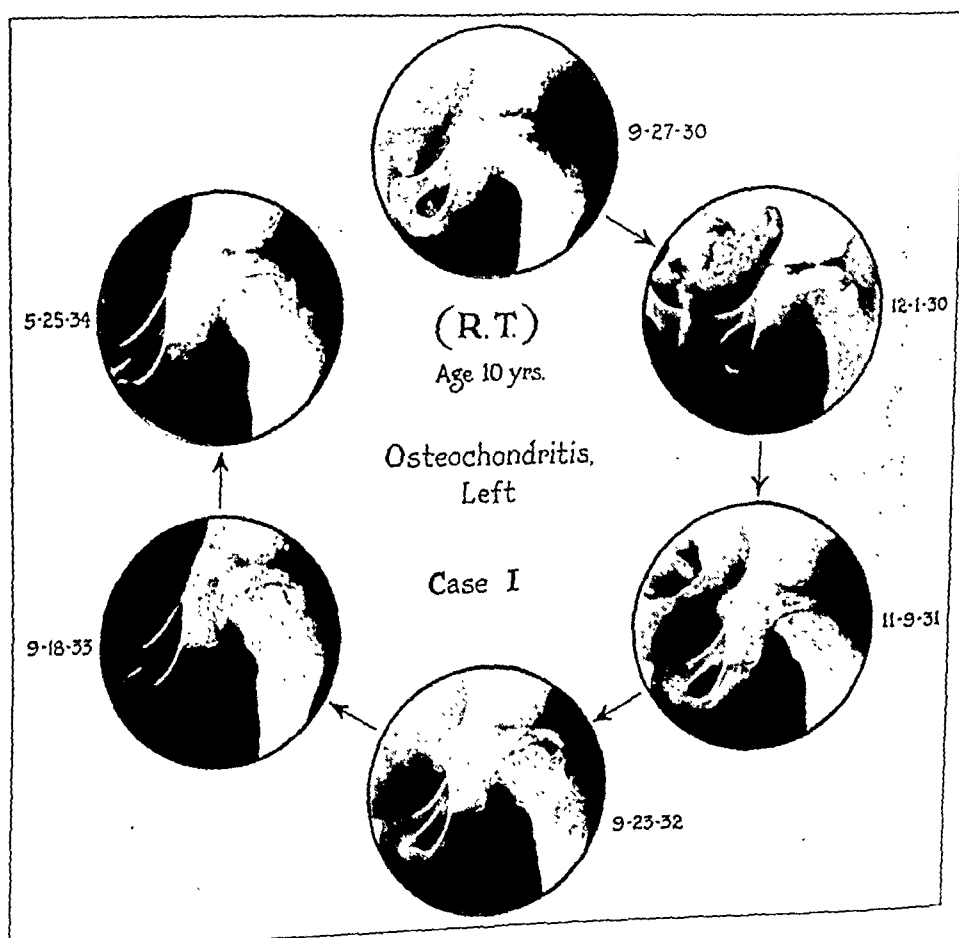 9-27-30
12-1-30
5-25-34
(R.T.)
Age 10 yrs.
Osteochondritis,
Left
Case I
9-18-33
11-9-31
9-23-32